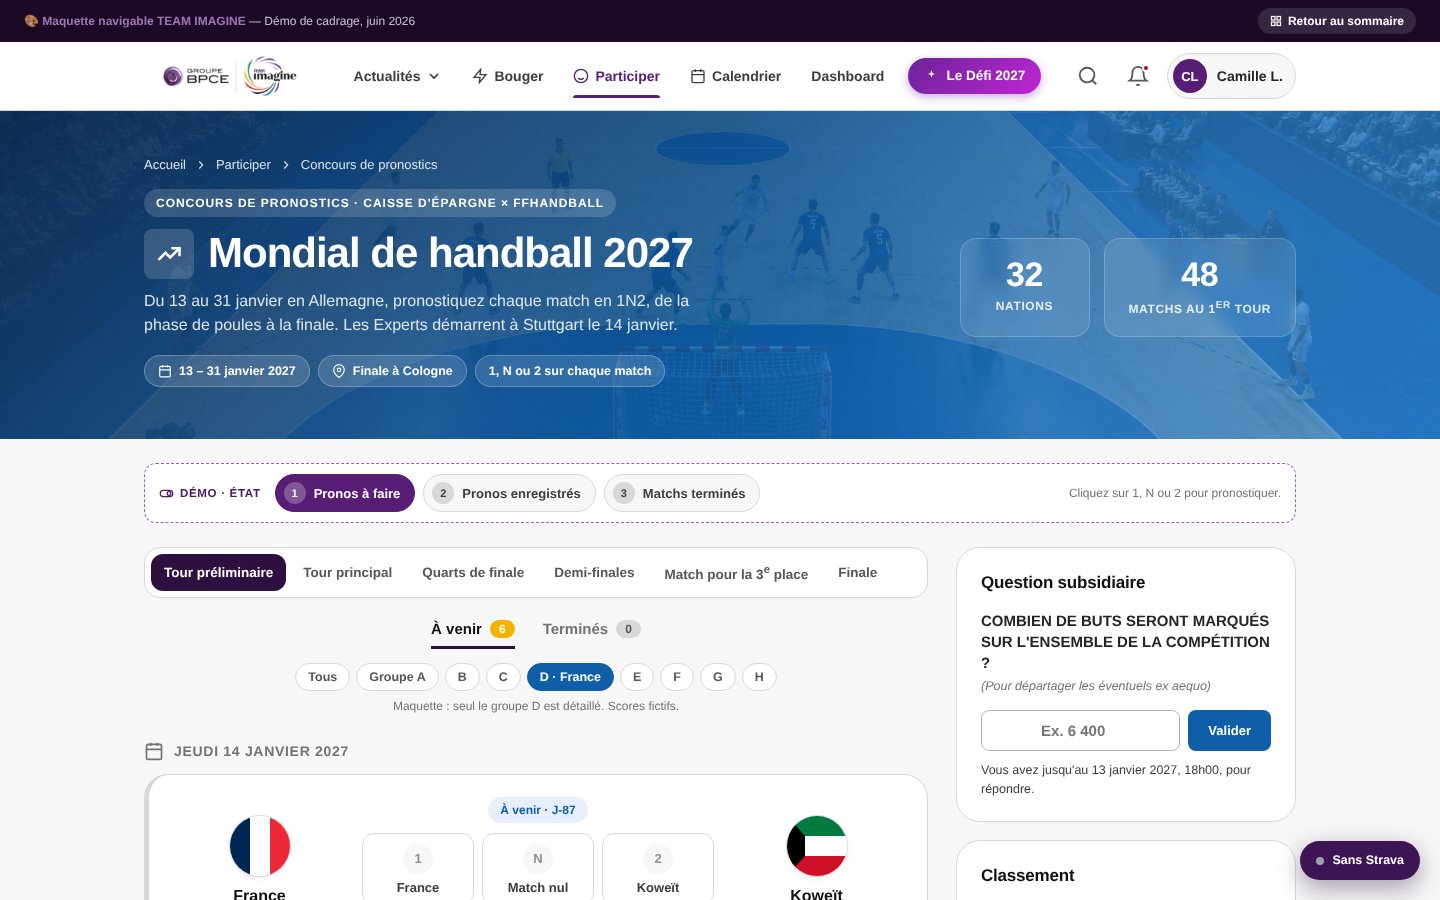 🎨 Maquette navigable TEAM IMAGINE — Démo de cadrage, juin 2026
Retour au sommaire
GROUPE BPCE
team imagine
Actualités
Bouger
Participer
Calendrier
Dashboard
Le Défi 2027
CL
Camille L.
Accueil > Participer > Concours de pronostics
CONCOURS DE PRONOSTICS · CAISSE D'ÉPARGNE × FFHANDBALL
Mondial de handball 2027
Du 13 au 31 janvier en Allemagne, pronostiquez chaque match en 1N2, de la
phase de poules à la finale. Les Experts démarrent à Stuttgart le 14 janvier.
13 – 31 janvier 2027
Finale à Cologne
1, N ou 2 sur chaque match
32
NATIONS
48
MATCHS AU 1ER TOUR
DÉMO · ÉTAT
1 Pronos à faire
2 Pronos enregistrés
3 Matchs terminés
Cliquez sur 1, N ou 2 pour pronostiquer.
Tour préliminaire
Tour principal
Quarts de finale
Demi-finales
Match pour la 3e place
Finale
À venir 6
Terminés 0
Tous
Groupe A
B
C
D · France
E
F
G
H
Maquette : seul le groupe D est détaillé. Scores fictifs.
JEUDI 14 JANVIER 2027
À venir · J-87
France
1
France
N
Match nul
2
Koweït
Koweït
Question subsidiaire
COMBIEN DE BUTS SERONT MARQUÉS
SUR L'ENSEMBLE DE LA COMPÉTITION
?
(Pour départager les éventuels ex aequo)
Ex. 6 400
Valider
Vous avez jusqu'au 13 janvier 2027, 18h00, pour
répondre.
Classement
Sans Strava